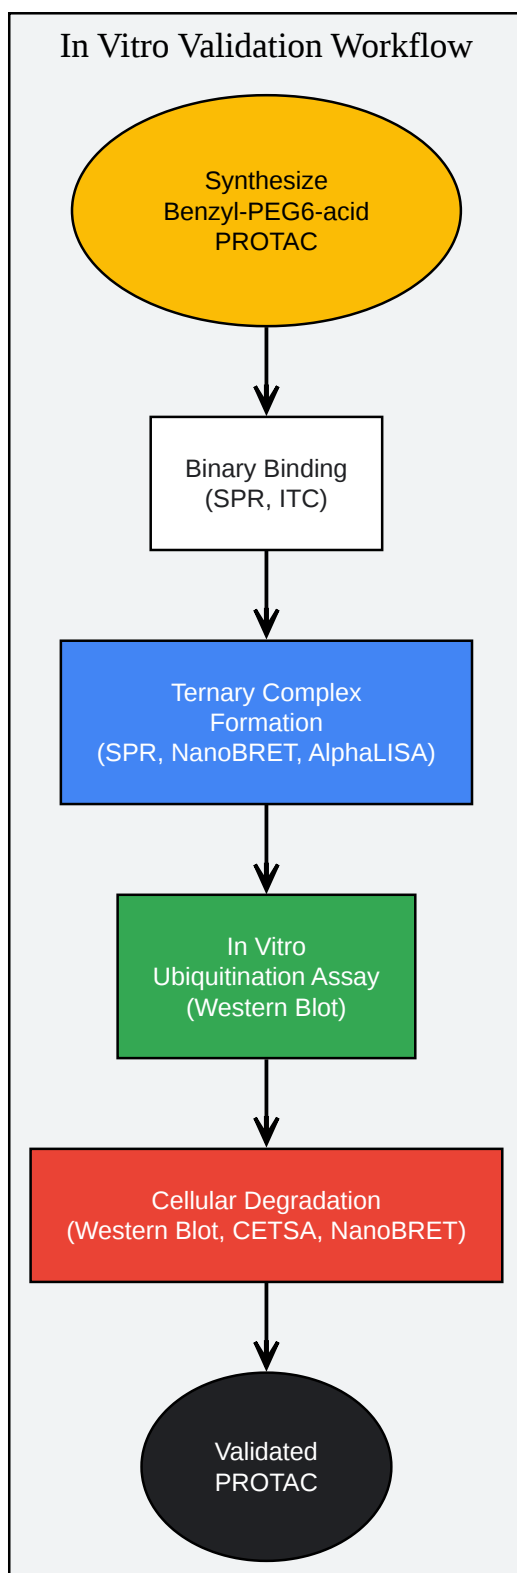 In Vitro Validation Workflow
Synthesize
Benzyl-PEG6-acid
PROTAC
Binary Binding
(SPR, ITC)
Ternary Complex
Formation
(SPR, NanoBRET, AlphaLISA)
In Vitro
Ubiquitination Assay
(Western Blot)
Cellular Degradation
(Western Blot, CETSA, NanoBRET)
Validated
PROTAC